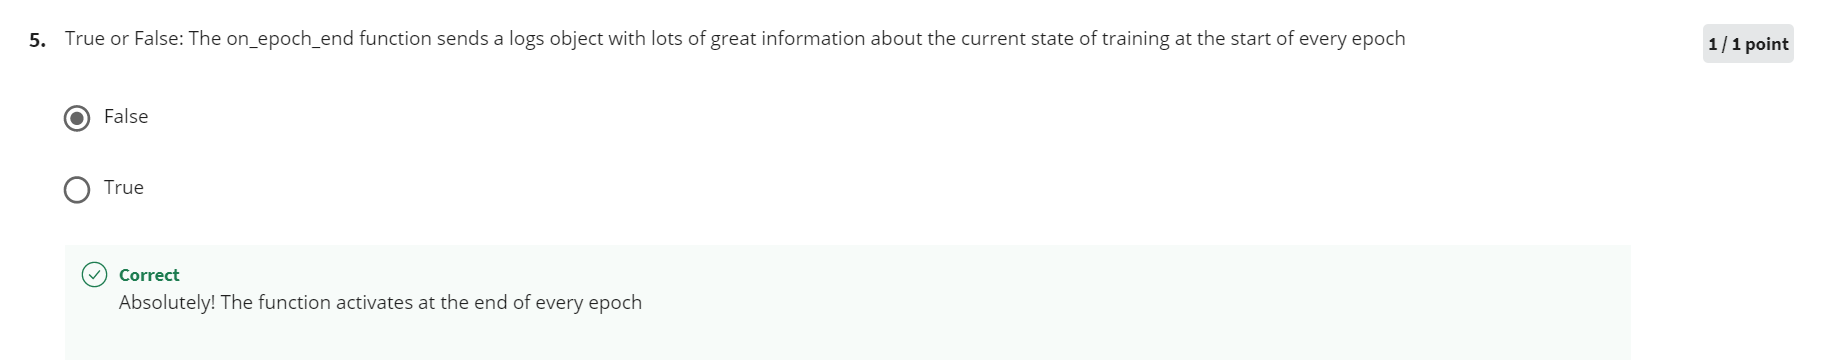 5. True or False: The on_epoch_end function sends a logs object with lots of great information about the current state of training at the start of every epoch
1 / 1 point
False
True
Correct
Absolutely! The function activates at the end of every epoch